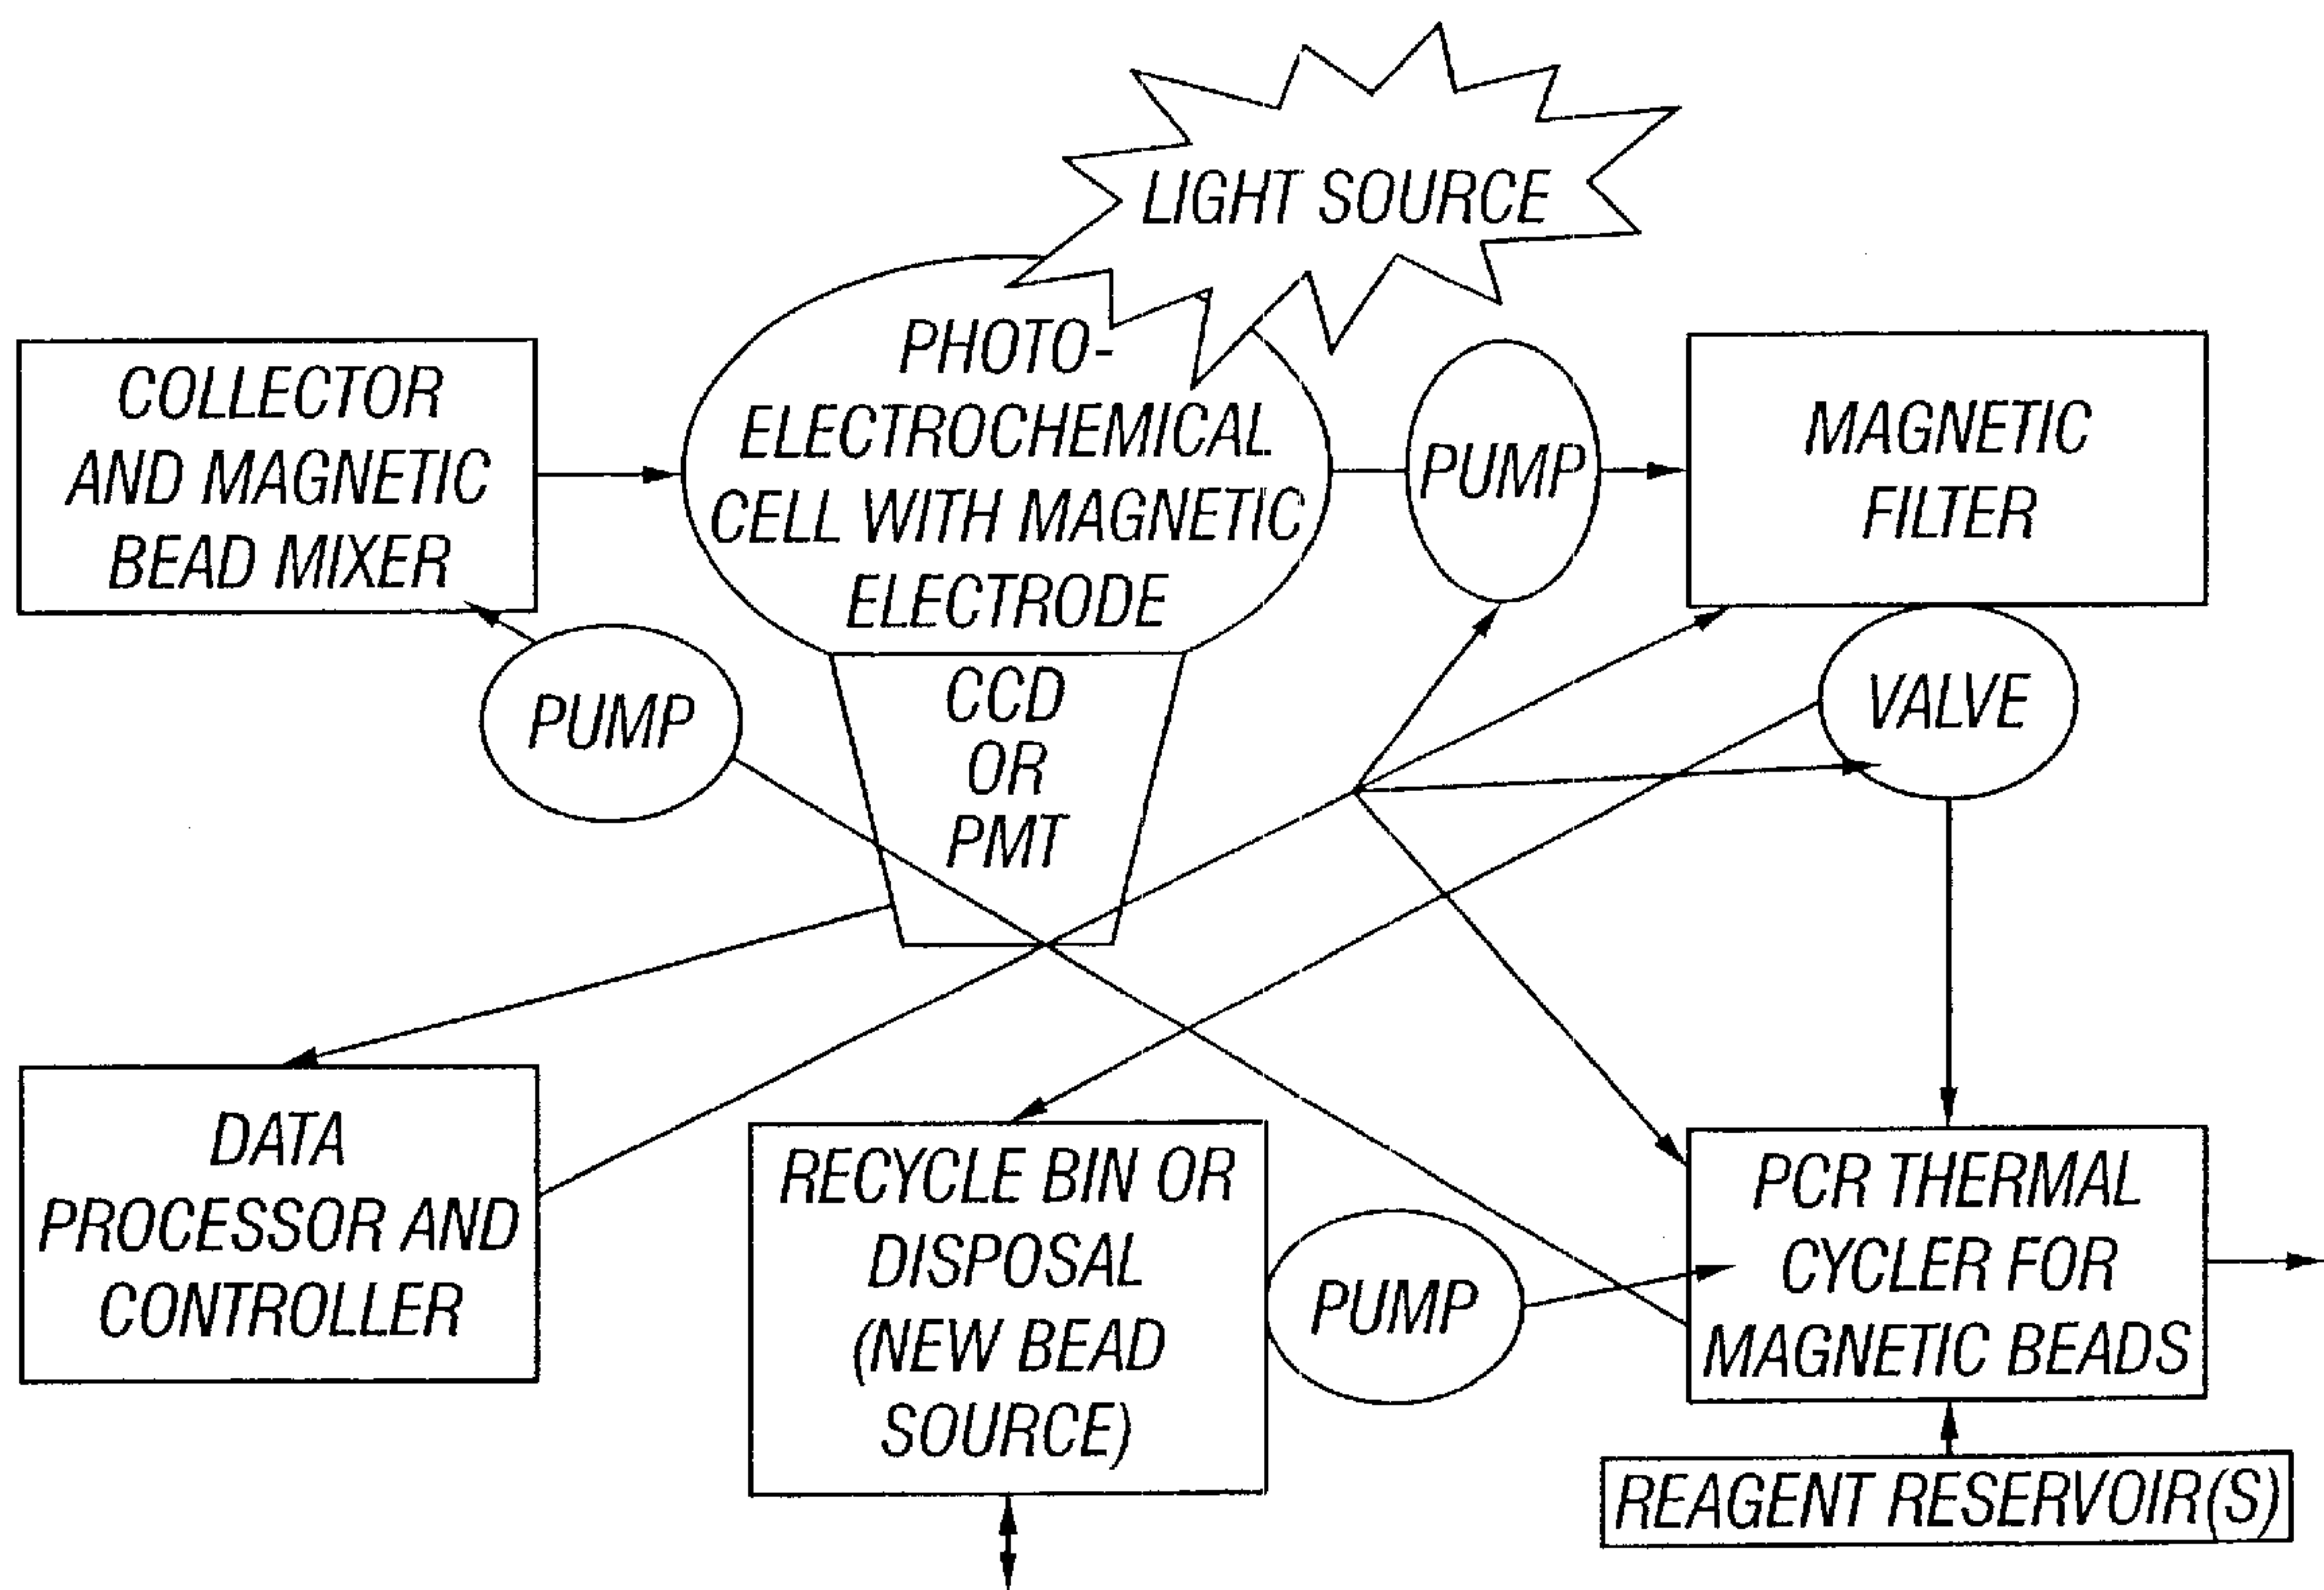 LIGHT SOURCE
COLLECTOR
AND MAGNETIC
BEAD MIXER
PHOTO-
ELECTROCHEMICAL
CELL WITH MAGNETIC
ELECTRODE
PUMP
MAGNETIC
FILTER
PUMP
CCD
OR
PMT
VALVE
DATA
PROCESSOR AND
CONTROLLER
RECYCLE BIN OR
DISPOSAL
(NEW BEAD
SOURCE)
PUMP
PCR THERMAL
CYCLER FOR
MAGNETIC BEADS
REAGENT RESERVOIR(S)